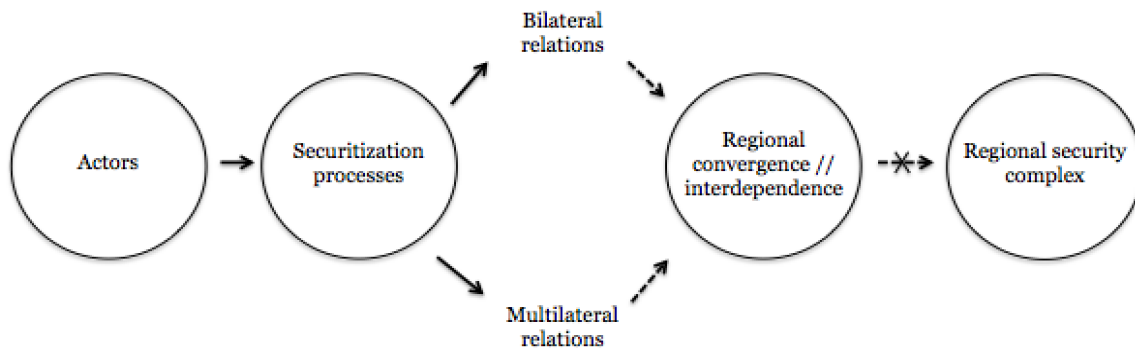 Bilateral
relations
Actors
Securitization
processes
Regional
convergence //
interdependence
Regional security
complex
Multilateral
relations